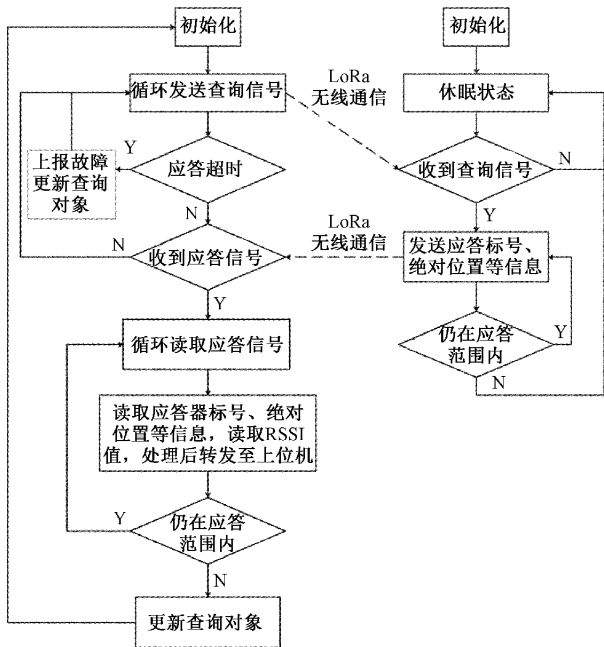 初始化
循环发送查询信号
Y
应答超时
上报故障
更新查询
对象
N
N
收到应答信号
Y
循环读取应答信号
读取应答器标号、绝对
位置等信息，读取RSSI
值，处理后转发至上位机
Y
仍在应答
范围内
N
更新查询对象
LoRa
无线通信
LoRa
无线通信
初始化
休眠状态
收到查询信号
N
Y
发送应答标号、
绝对位置等信息
仍在应答
范围内
Y
N